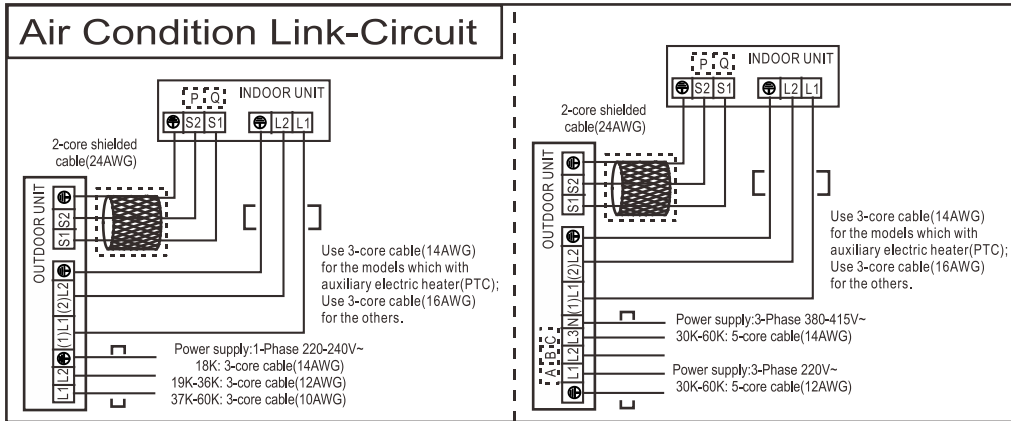 Air Condition Link-Circuit
P Q
INDOOR UNIT
S2 S1
L2 L1
2-core shielded
cable(24AWG)
OUTDOOR UNIT
S1 S2
(1)L1 (2)L2
L1 L2
Use 3-core cable(14AWG)
for the models which with
auxiliary electric heater(PTC);
Use 3-core cable(16AWG)
for the others.
Power supply:1-Phase 220-240V~
18K: 3-core cable(14AWG)
19K-36K: 3-core cable(12AWG)
37K-60K: 3-core cable(10AWG)
P Q
INDOOR UNIT
S2 S1
L2 L1
2-core shielded
cable(24AWG)
OUTDOOR UNIT
S1 S2
L1 L2 L3 N (1)L1 (2)L2
A B C
Use 3-core cable(14AWG)
for the models which with
auxiliary electric heater(PTC);
Use 3-core cable(16AWG)
for the others.
Power supply:3-Phase 380-415V~
30K-60K: 5-core cable(14AWG)
Power supply:3-Phase 220V~
30K-60K: 5-core cable(12AWG)